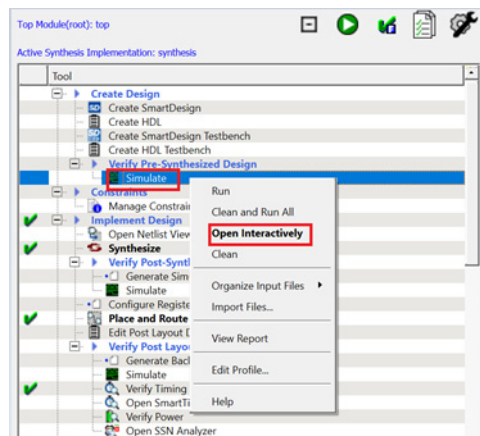 Top Module(root): top
Active Synthesis Implementation: synthesis
Tool
Create Design
SD Create SmartDesign
Create HDL
Create SmartDesign Testbench
Create HDL Testbench
Verify Pre-Synthesized Design
Simulate
Run
Constraints
Manage Constrai
Clean and Run All
Implement Design
Open Netlist View
Open Interactively
Synthesize
Clean
Verify Post-Synt
Generate Sim
Simulate
Organize Input Files
Configure Registe
Import Files...
Place and Route
Edit Post Layout D
View Report
Verify Post Layo
Generate Bacl
Simulate
Edit Profile...
Verify Timing
Open SmartTi
Help
Verify Power
Open SSN Analyzer